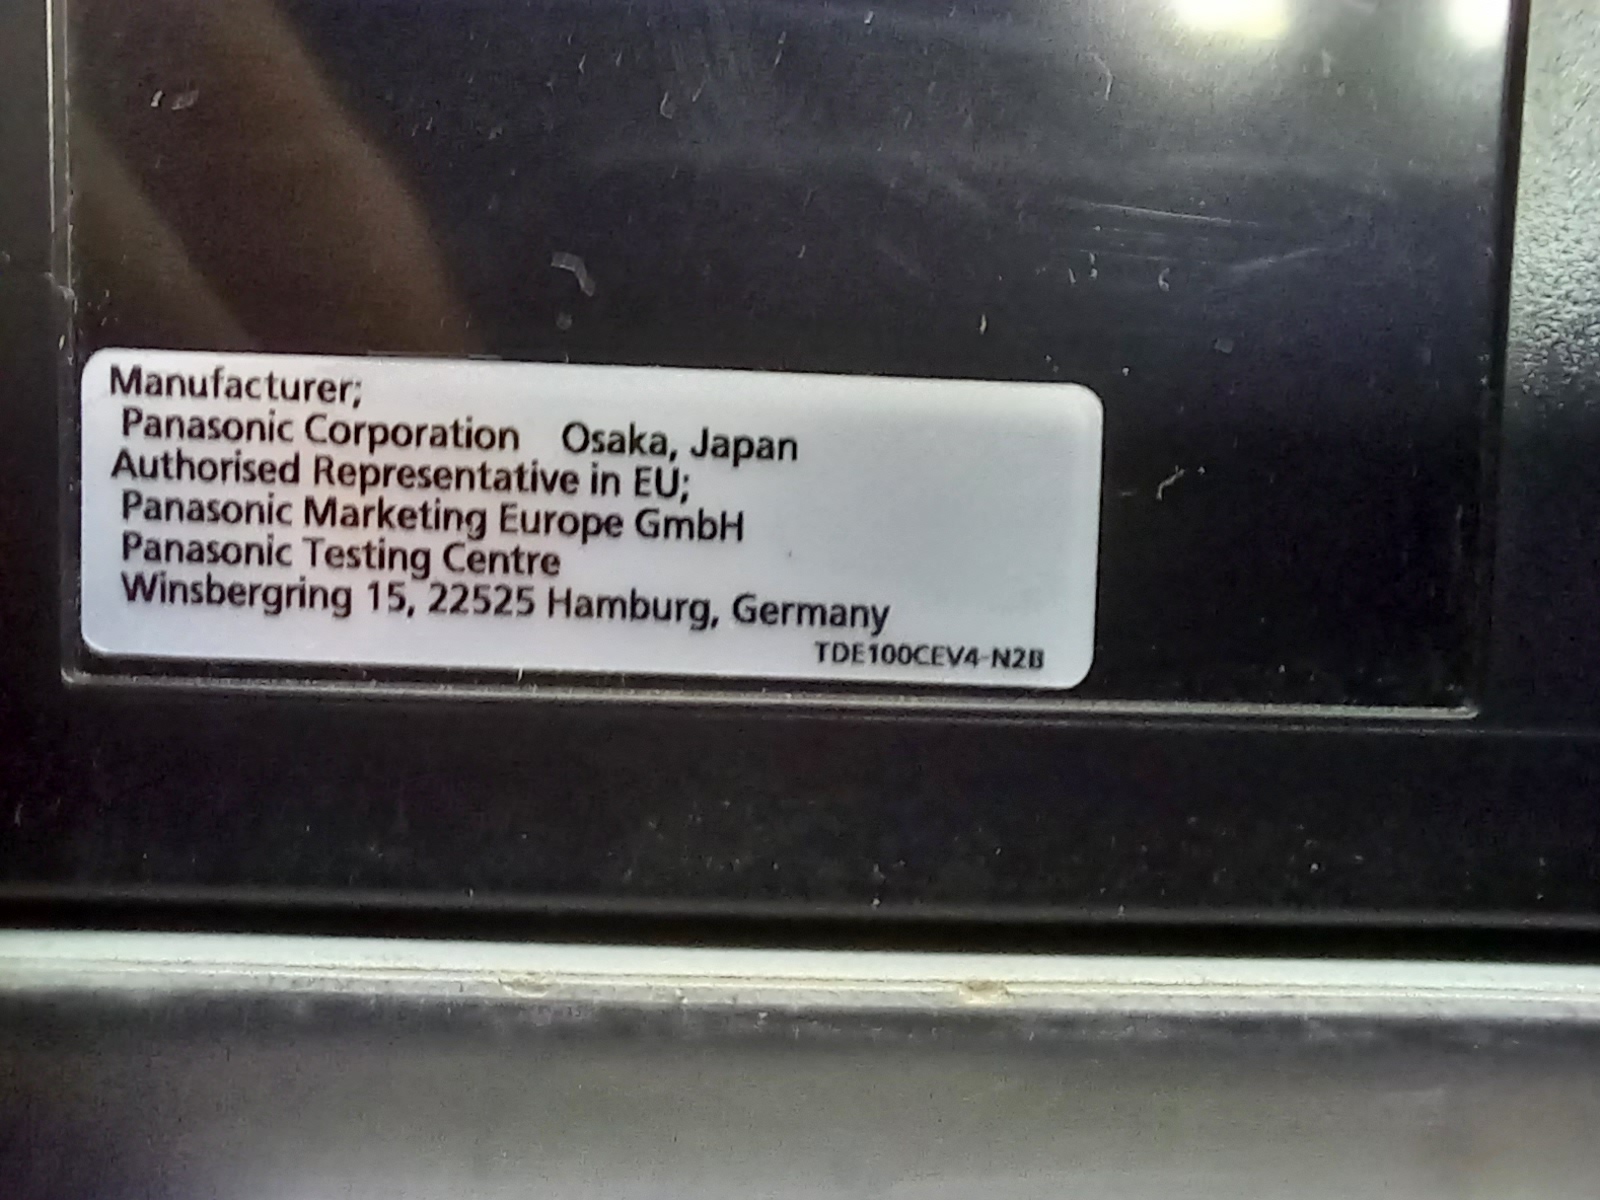 Manufacturer;
Panasonic Corporation Osaka, Japan
Authorised Representative in EU;
Panasonic Marketing Europe GmbH
Panasonic Testing Centre
Winsbergring 15, 22525 Hamburg, Germany
TDE100CEV4-N2B